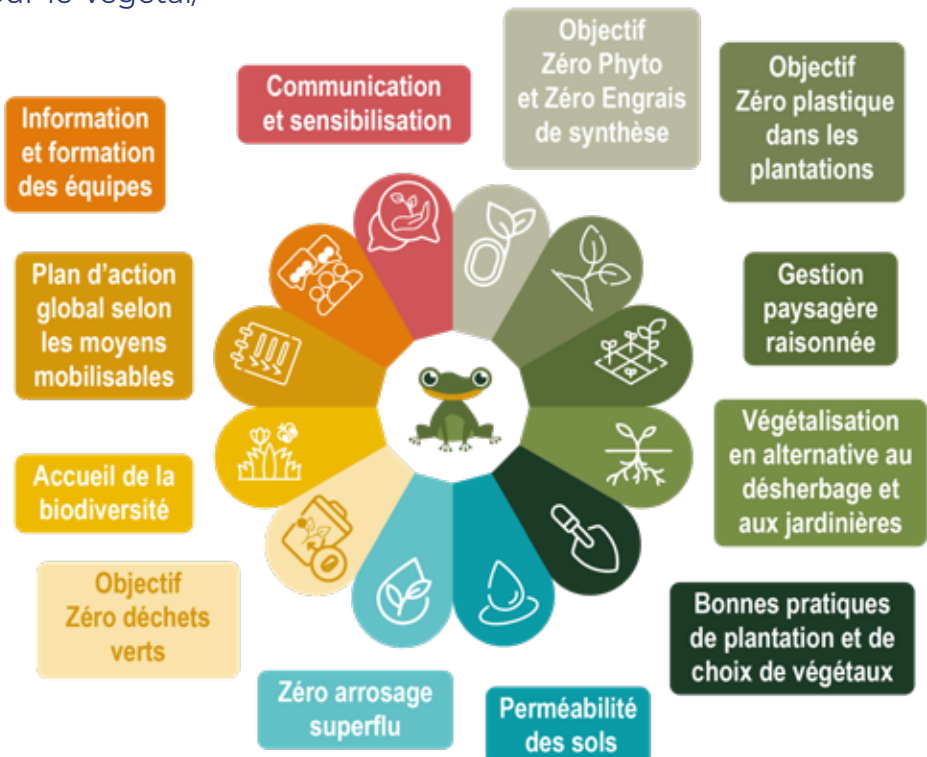 Objectif
Zéro Phyto
et Zéro Engrais
de synthèse
Objectif
Zéro plastique
dans les
plantations
Gestion
paysagère
raisonnée
Végétalisation
en alternative au
désherbage et
aux jardinières
Bonnes pratiques
de plantation et de
choix de végétaux
Perméabilité
des sols
Zéro arrosage
superflu
Objectif
Zéro déchets
verts
Accueil de la
biodiversité
Plan d’action
global selon
les moyens
mobilisables
Information
et formation
des équipes
Communication
et sensibilisation